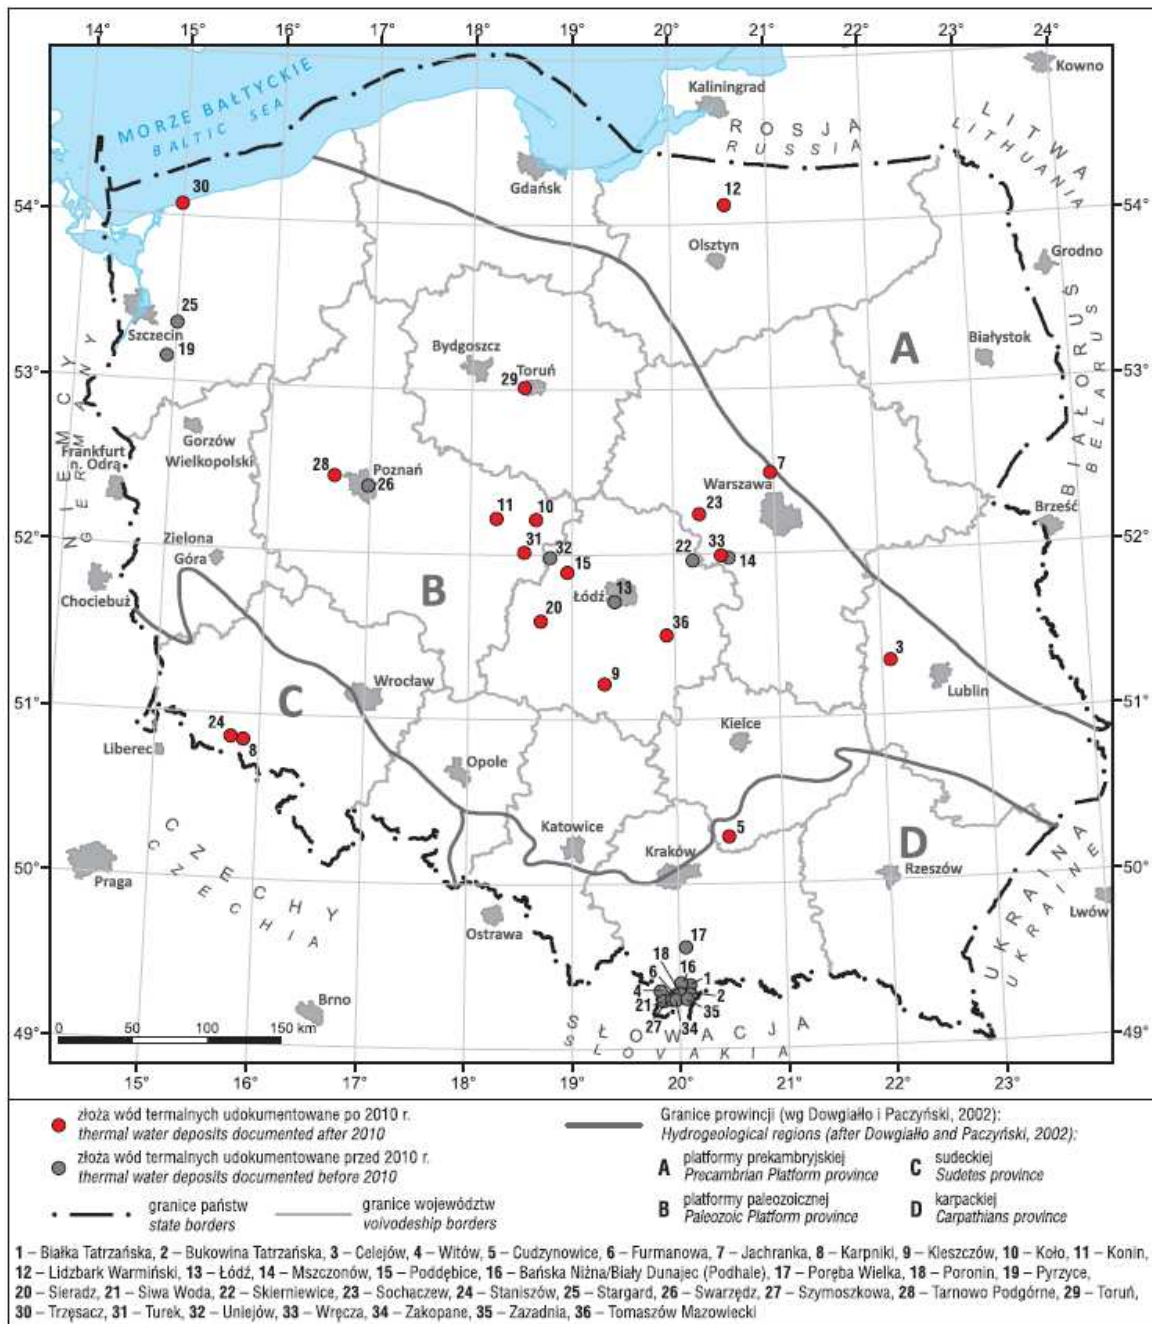 14° 15° 16° 17° 18° 19° 20° 21° 22° 23° 24°
Kowno
Kaliningrad
MORZE BAŁTYCKIE
BALTIC SEA
ROSJA
RUSSIA
LITWA
LITHUANIA
30
Gdańsk
12
54° 54°
Olsztyn
Grodno
25
Szczecin
19
A
Białystok
Bydgoszcz
Toruń
29
53° 53°
NIEMCY
GERMANY
BIAŁORUŚ
BELARUS
Gorzów
Wielkopolski
Frankfurt
n. Odrą
28
Poznań
26
7
Warszawa
11
10
23
Brześć
52° 52°
Zielona
Góra
31
32
15
22
33
14
Chociebuż
B
Łódź
13
20
36
3
9
Lublin
Wrocław
51° 51°
C
24
8
Liberec
Kielce
Opole
5
Katowice
Kraków
D
Rzeszów
50° 50°
Praga
CZECHY
CZECHIA
UKRAINA
UKRAINE
Lwów
Ostrawa
17
18
16
6
1
4
2
21
35
27
34
Brno
SŁOWACJA
SŁOVAKIA
0 50 100 150 km
49° 49°
15° 16° 17° 18° 19° 20° 21° 22° 23°
złoża wód termalnych udokumentowane po 2010 r.
thermal water deposits documented after 2010
złoża wód termalnych udokumentowane przed 2010 r.
thermal water deposits documented before 2010
granice państw
state borders
granice województw
voivodeship borders
Granice prowincji (wg Dowgiałło i Paczyński, 2002):
Hydrogeological regions (after Dowgiałło and Paczyński, 2002):
A platformy prekambryjskiej
Precambrian Platform province
B platformy paleozoicznej
Paleozoic Platform province
C sudeckiej
Sudetes province
D karpackiej
Carpathians province
1 – Białka Tatrzańska, 2 – Bukowina Tatrzańska, 3 – Celejów, 4 – Witów, 5 – Cudzynowice, 6 – Furmanowa, 7 – Jachranka, 8 – Karpniki, 9 – Kleszczów, 10 – Koło, 11 – Konin,
12 – Lidzbark Warmiński, 13 – Łódź, 14 – Mszczonów, 15 – Poddębice, 16 – Bańska Niżna/Biały Dunajec (Podhale), 17 – Poręba Wielka, 18 – Poronin, 19 – Pyrzyce,
20 – Sieradz, 21 – Siwa Woda, 22 – Skierniewice, 23 – Sochaczew, 24 – Staniszów, 25 – Stargard, 26 – Swarzędz, 27 – Szymoszkowa, 28 – Tarnowo Podgórne, 29 – Toruń,
30 – Trzęsacz, 31 – Turek, 32 – Uniejów, 33 – Wręcza, 34 – Zakopane, 35 – Zazadnia, 36 – Tomaszów Mazowiecki